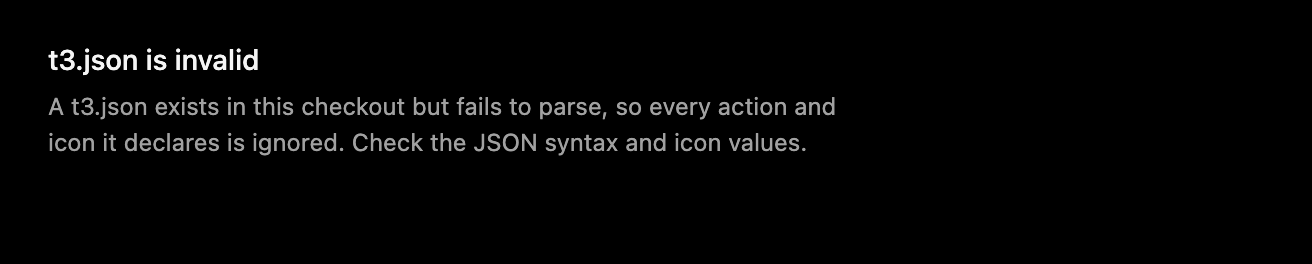 t3.json is invalid
A t3.json exists in this checkout but fails to parse, so every action and
icon it declares is ignored. Check the JSON syntax and icon values.